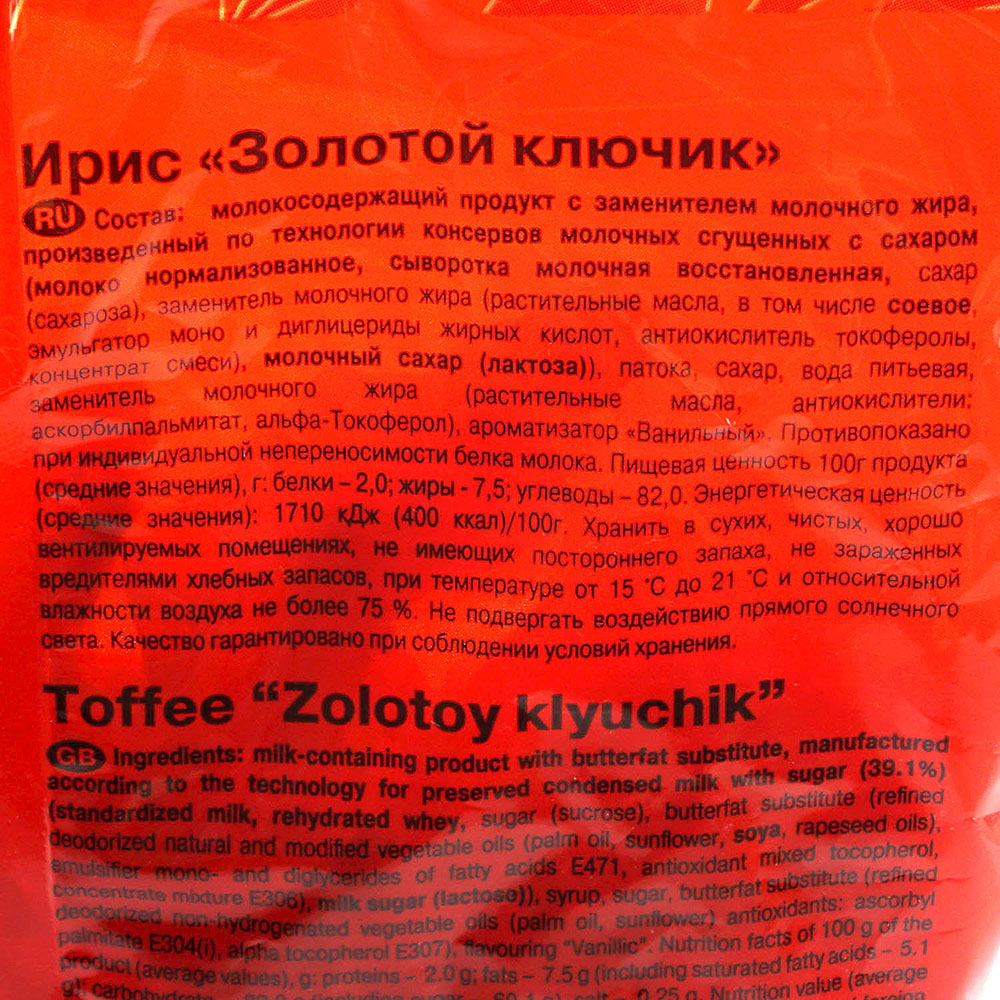 Ирис «Золотой ключик»
RU Состав: молокосодержащий продукт с заменителем молочного жира,
произведенный по технологии консервов молочных сгущенных с сахаром
(молоко нормализованное, сыворотка молочная восстановленная, сахар
(сахароза), заменитель молочного жира (растительные масла, в том числе соевое,
эмульгатор моно и диглицериды жирных кислот, антиокислитель токоферолы,
концентрат смеси), молочный сахар (лактоза)), патока, сахар, вода питьевая,
заменитель молочного жира (растительные масла, антиокислители:
аскорбилпальмитат, альфа-Токоферол), ароматизатор «Ванильный». Противопоказано
при индивидуальной непереносимости белка молока. Пищевая ценность 100г продукта
(средние значения), г: белки – 2,0; жиры - 7,5; углеводы – 82,0. Энергетическая ценность
(средние значения): 1710 кДж (400 ккал)/100г. Хранить в сухих, чистых, хорошо
вентилируемых помещениях, не имеющих постороннего запаха, не зараженных
вредителями хлебных запасов, при температуре от 15 °С до 21 °С и относительной
влажности воздуха не более 75 %. Не подвергать воздействию прямого солнечного
света. Качество гарантировано при соблюдении условий хранения.
Toffee “Zolotoy klyuchik”
GB Ingredients: milk-containing product with butterfat substitute, manufactured
according to the technology for preserved condensed milk with sugar (39.1%)
(standardized milk, rehydrated whey, sugar (sucrose), butterfat substitute (refined
deodorized natural and modified vegetable oils (palm oil, sunflower, soya, rapeseed oils),
emulsifier mono- and diglycerides of fatty acids E471, antioxidant mixed tocopherol,
concentrate mixture E306), milk sugar (lactose)), syrup, sugar, butterfat substitute (refined
deodorized non-hydrogenated vegetable oils (palm oil, sunflower) antioxidants: ascorbyl
palmitate E304(i), alpha tocopherol E307), flavouring "Vanillic". Nutrition facts of 100 g of the
product (average values), g: proteins – 2.0 g; fats – 7.5 g (including saturated fatty acids – 5.1
g), carbohydrate (including sugar salt – 0.25 g. Nutrition value (average